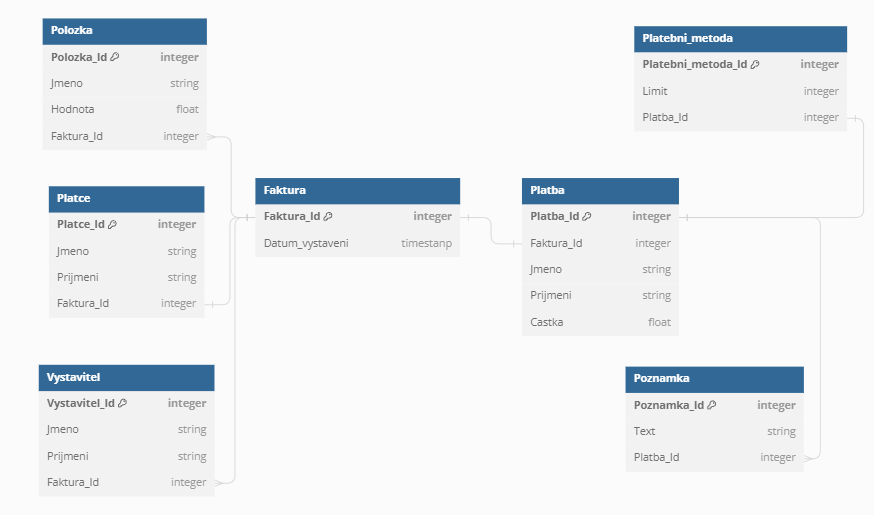 Polozka
Polozka_Id integer
Jmeno string
Hodnota float
Faktura_Id integer
Platce
Platce_Id integer
Jmeno string
Prijmeni string
Faktura_Id integer
Vystavitel
Vystavitel_Id integer
Jmeno string
Prijmeni string
Faktura_Id integer
Faktura
Faktura_Id integer
Datum_vystaveni timestanp
Platba
Platba_Id integer
Faktura_Id integer
Jmeno string
Prijmeni string
Castka float
Platebni_metoda
Platebni_metoda_Id integer
Limit integer
Platba_Id integer
Poznamka
Poznamka_Id integer
Text string
Platba_Id integer